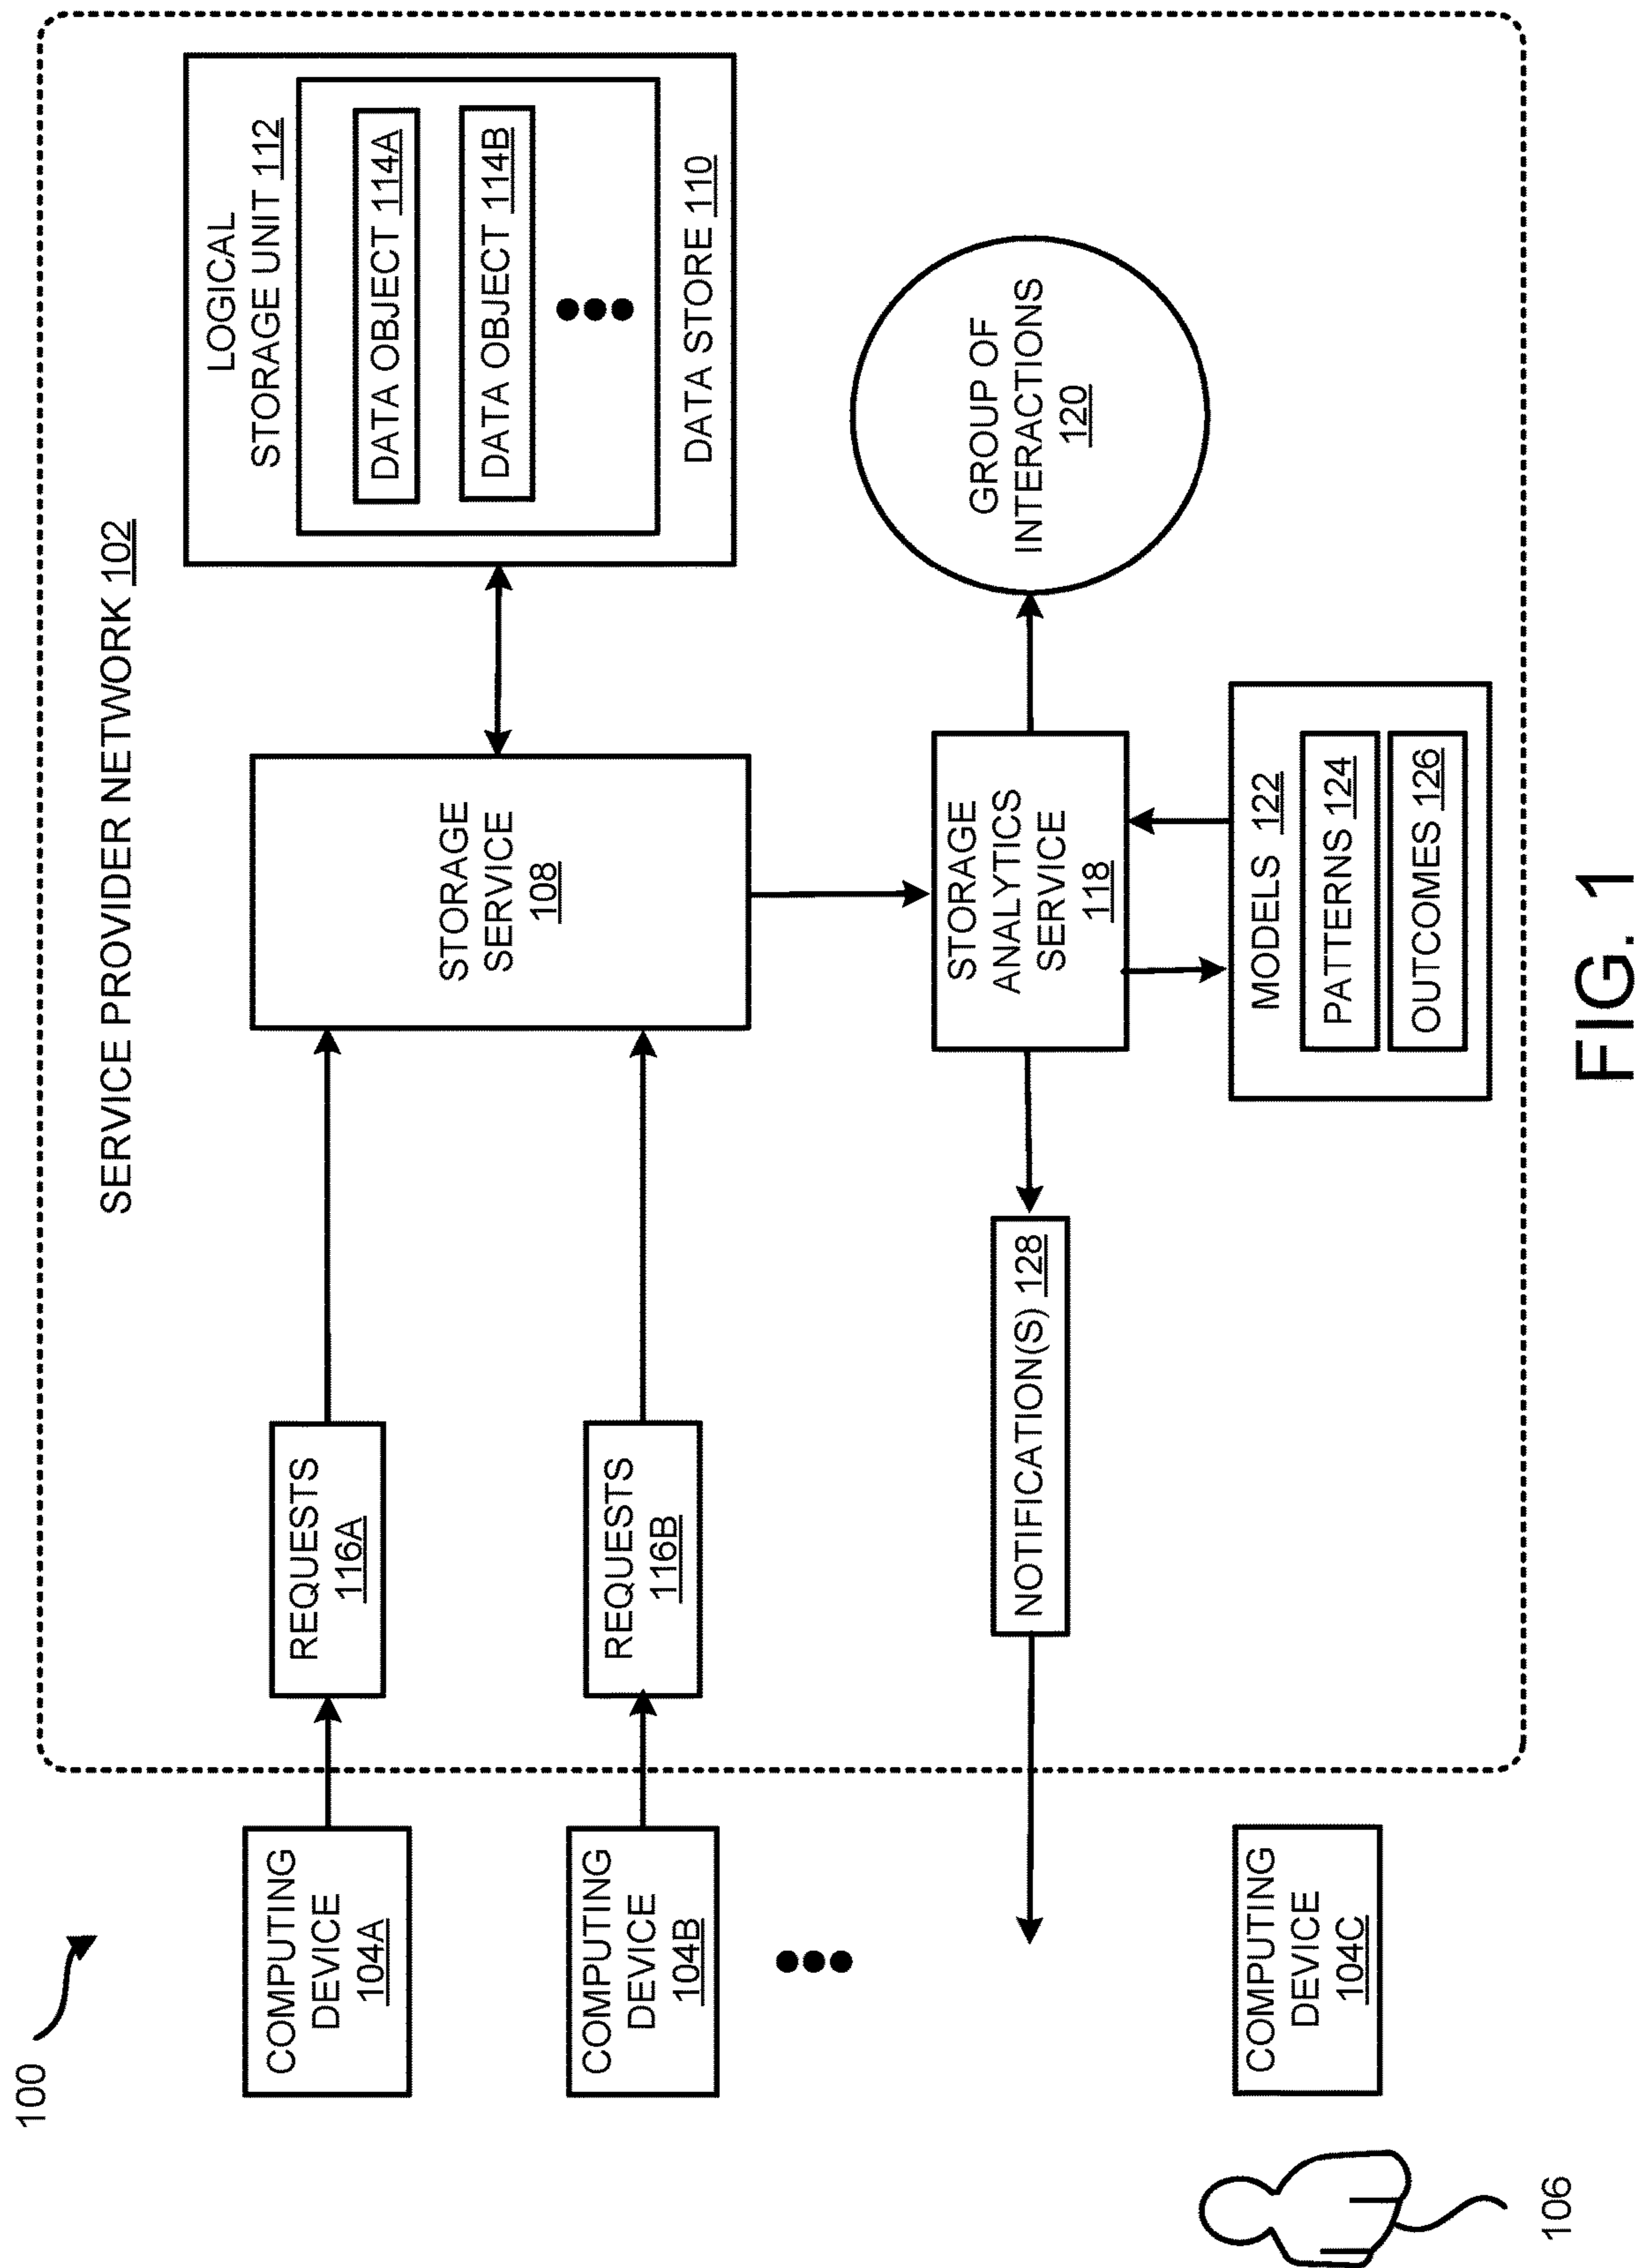 100
SERVICE PROVIDER NETWORK 102
COMPUTING
DEVICE
104A
REQUESTS
116A
STORAGE
SERVICE
108
LOGICAL
STORAGE UNIT 112
DATA OBJECT 114A
DATA OBJECT 114B
DATA STORE 110
COMPUTING
DEVICE
104B
REQUESTS
116B
NOTIFICATION(S) 128
STORAGE
ANALYTICS
SERVICE
118
GROUP OF
INTERACTIONS
120
COMPUTING
DEVICE
104C
MODELS 122
PATTERNS 124
OUTCOMES 126
106
FIG. 1